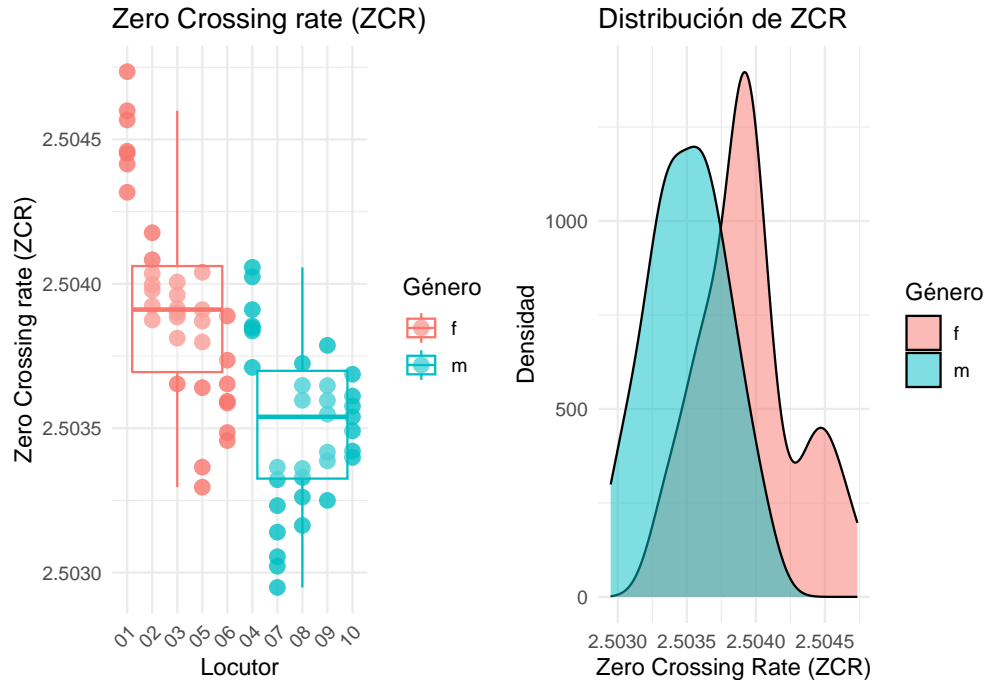 Zero Crossing rate (ZCR)
Zero Crossing rate (ZCR)
2.5045
2.5040
2.5035
2.5030
01 02 03 05 06 04 07 08 09 10
Locutor
Género
f
m
Distribución de ZCR
Densidad
1000
500
0
2.5030 2.5035 2.5040 2.5045
Zero Crossing Rate (ZCR)
Género
f
m